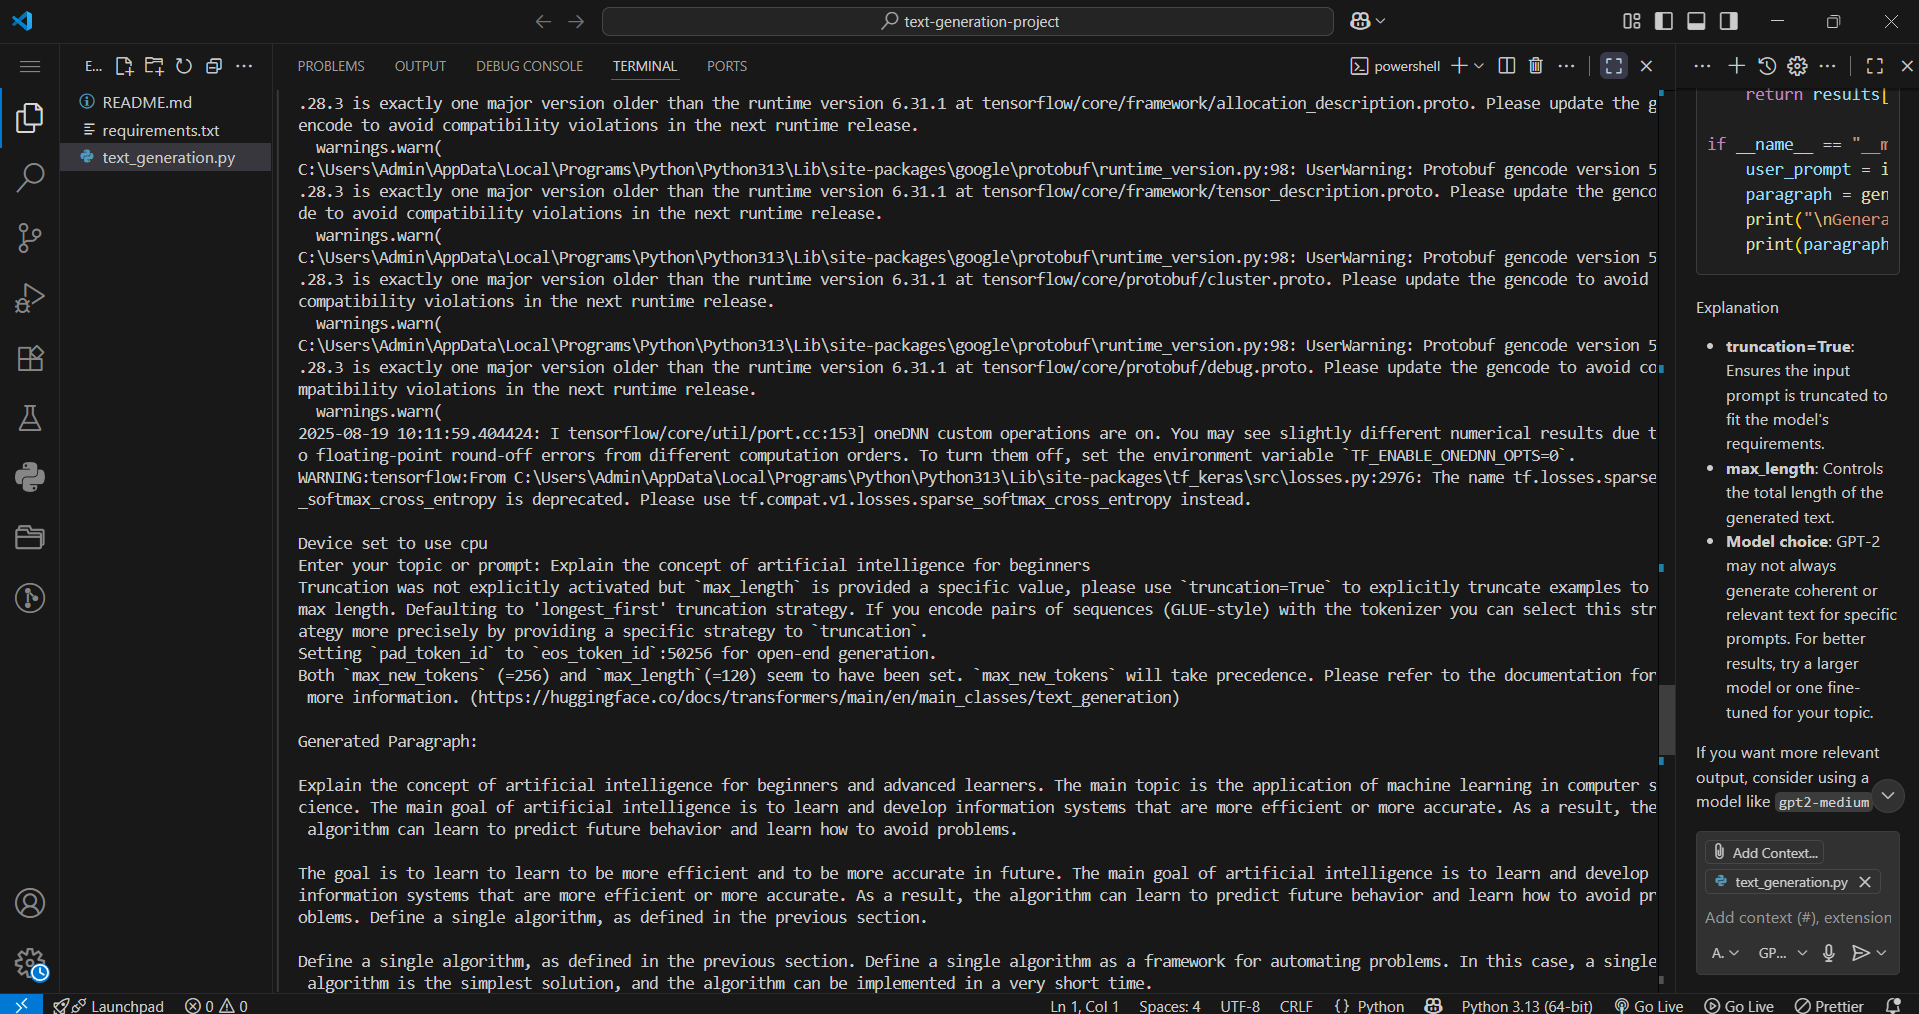 text-generation-project
E...
README.md
requirements.txt
text_generation.py
PROBLEMS OUTPUT DEBUG CONSOLE TERMINAL PORTS
powershell
.28.3 is exactly one major version older than the runtime version 6.31.1 at tensorflow/core/framework/allocation_description.proto. Please update the g
encode to avoid compatibility violations in the next runtime release.
warnings.warn(
C:\Users\Admin\AppData\Local\Programs\Python\Python313\Lib\site-packages\google\protobuf\runtime_version.py:98: UserWarning: Protobuf gencode version 5
.28.3 is exactly one major version older than the runtime version 6.31.1 at tensorflow/core/framework/tensor_description.proto. Please update the genco
de to avoid compatibility violations in the next runtime release.
warnings.warn(
C:\Users\Admin\AppData\Local\Programs\Python\Python313\Lib\site-packages\google\protobuf\runtime_version.py:98: UserWarning: Protobuf gencode version 5
.28.3 is exactly one major version older than the runtime version 6.31.1 at tensorflow/core/protobuf/cluster.proto. Please update the gencode to avoid
compatibility violations in the next runtime release.
warnings.warn(
C:\Users\Admin\AppData\Local\Programs\Python\Python313\Lib\site-packages\google\protobuf\runtime_version.py:98: UserWarning: Protobuf gencode version 5
.28.3 is exactly one major version older than the runtime version 6.31.1 at tensorflow/core/protobuf/debug.proto. Please update the gencode to avoid co
mpatibility violations in the next runtime release.
warnings.warn(
2025-08-19 10:11:59.404424: I tensorflow/core/util/port.cc:153] oneDNN custom operations are on. You may see slightly different numerical results due t
o floating-point round-off errors from different computation orders. To turn them off, set the environment variable `TF_ENABLE_ONEDNN_OPTS=0`.
WARNING:tensorflow:From C:\Users\Admin\AppData\Local\Programs\Python\Python313\Lib\site-packages\tf_keras\src\losses.py:2976: The name tf.losses.sparse
_softmax_cross_entropy is deprecated. Please use tf.compat.v1.losses.sparse_softmax_cross_entropy instead.
Device set to use cpu
Enter your topic or prompt: Explain the concept of artificial intelligence for beginners
Truncation was not explicitly activated but `max_length` is provided a specific value, please use `truncation=True` to explicitly truncate examples to
max length. Defaulting to 'longest_first' truncation strategy. If you encode pairs of sequences (GLUE-style) with the tokenizer you can select this str
ategy more precisely by providing a specific strategy to `truncation`.
Setting `pad_token_id` to `eos_token_id`:50256 for open-end generation.
Both `max_new_tokens` (=256) and `max_length`(=120) seem to have been set. `max_new_tokens` will take precedence. Please refer to the documentation for
more information. (https://huggingface.co/docs/transformers/main/en/main_classes/text_generation)
Generated Paragraph:
Explain the concept of artificial intelligence for beginners and advanced learners. The main topic is the application of machine learning in computer s
cience. The main goal of artificial intelligence is to learn and develop information systems that are more efficient or more accurate. As a result, the
algorithm can learn to predict future behavior and learn how to avoid problems.
The goal is to learn to learn to be more efficient and to be more accurate in future. The main goal of artificial intelligence is to learn and develop
information systems that are more efficient or more accurate. As a result, the algorithm can learn to predict future behavior and learn how to avoid pr
oblems. Define a single algorithm, as defined in the previous section.
Define a single algorithm, as defined in the previous section. Define a single algorithm as a framework for automating problems. In this case, a single
algorithm is the simplest solution, and the algorithm can be implemented in a very short time.
return results[
if __name__ == "__m
user_prompt = i
paragraph = gen
print("\nGenera
print(paragraph
Explanation
• truncation=True:
Ensures the input
prompt is truncated to
fit the model's
requirements.
• max_length: Controls
the total length of the
generated text.
• Model choice: GPT-2
may not always
generate coherent or
relevant text for specific
prompts. For better
results, try a larger
model or one fine-
tuned for your topic.
If you want more relevant
output, consider using a
model like gpt2-medium
Add Context...
text_generation.py
Add context (#), extension
A. GP...
Launchpad 0 0 Ln 1, Col 1 Spaces: 4 UTF-8 CRLF {} Python Python 3.13 (64-bit) Go Live Go Live Prettier